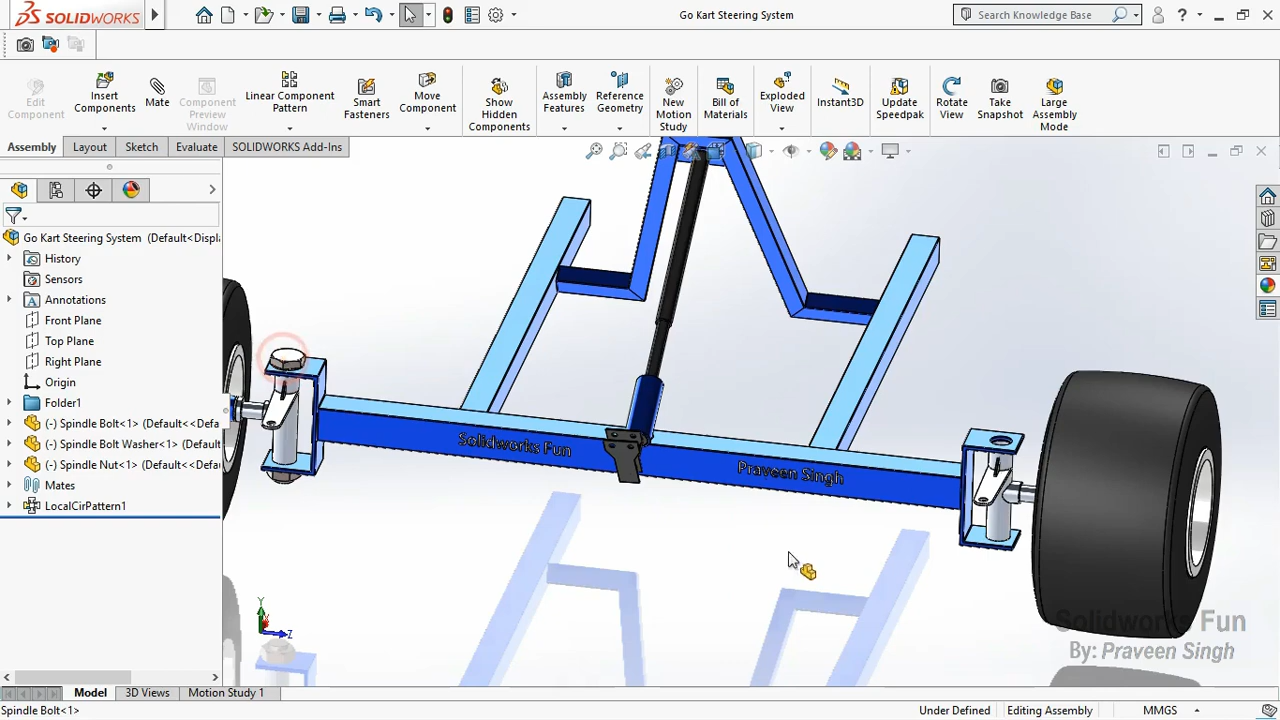 SOLIDWORKS
Go Kart Steering System
Search Knowledge Base
?
Edit Component
Insert Components
Mate
Component Preview Window
Linear Component Pattern
Smart Fasteners
Move Component
Show Hidden Components
Assembly Features
Reference Geometry
New Motion Study
Bill of Materials
Exploded View
Instant3D
Update Speedpak
Rotate View
Take Snapshot
Large Assembly Mode
Assembly
Layout
Sketch
Evaluate
SOLIDWORKS Add-Ins
Go Kart Steering System (Default<Displ
History
Sensors
Annotations
Front Plane
Top Plane
Right Plane
Origin
Folder1
(-) Spindle Bolt<1> (Default<<Defa
(-) Spindle Bolt Washer<1> (Default
(-) Spindle Nut<1> (Default<<Defa
Mates
LocalCirPattern1
Solidworks Fun
Praveen Singh
Y
Z
Solidworks Fun
By: Praveen Singh
Model
3D Views
Motion Study 1
Spindle Bolt<1>
Under Defined
Editing Assembly
MMGS